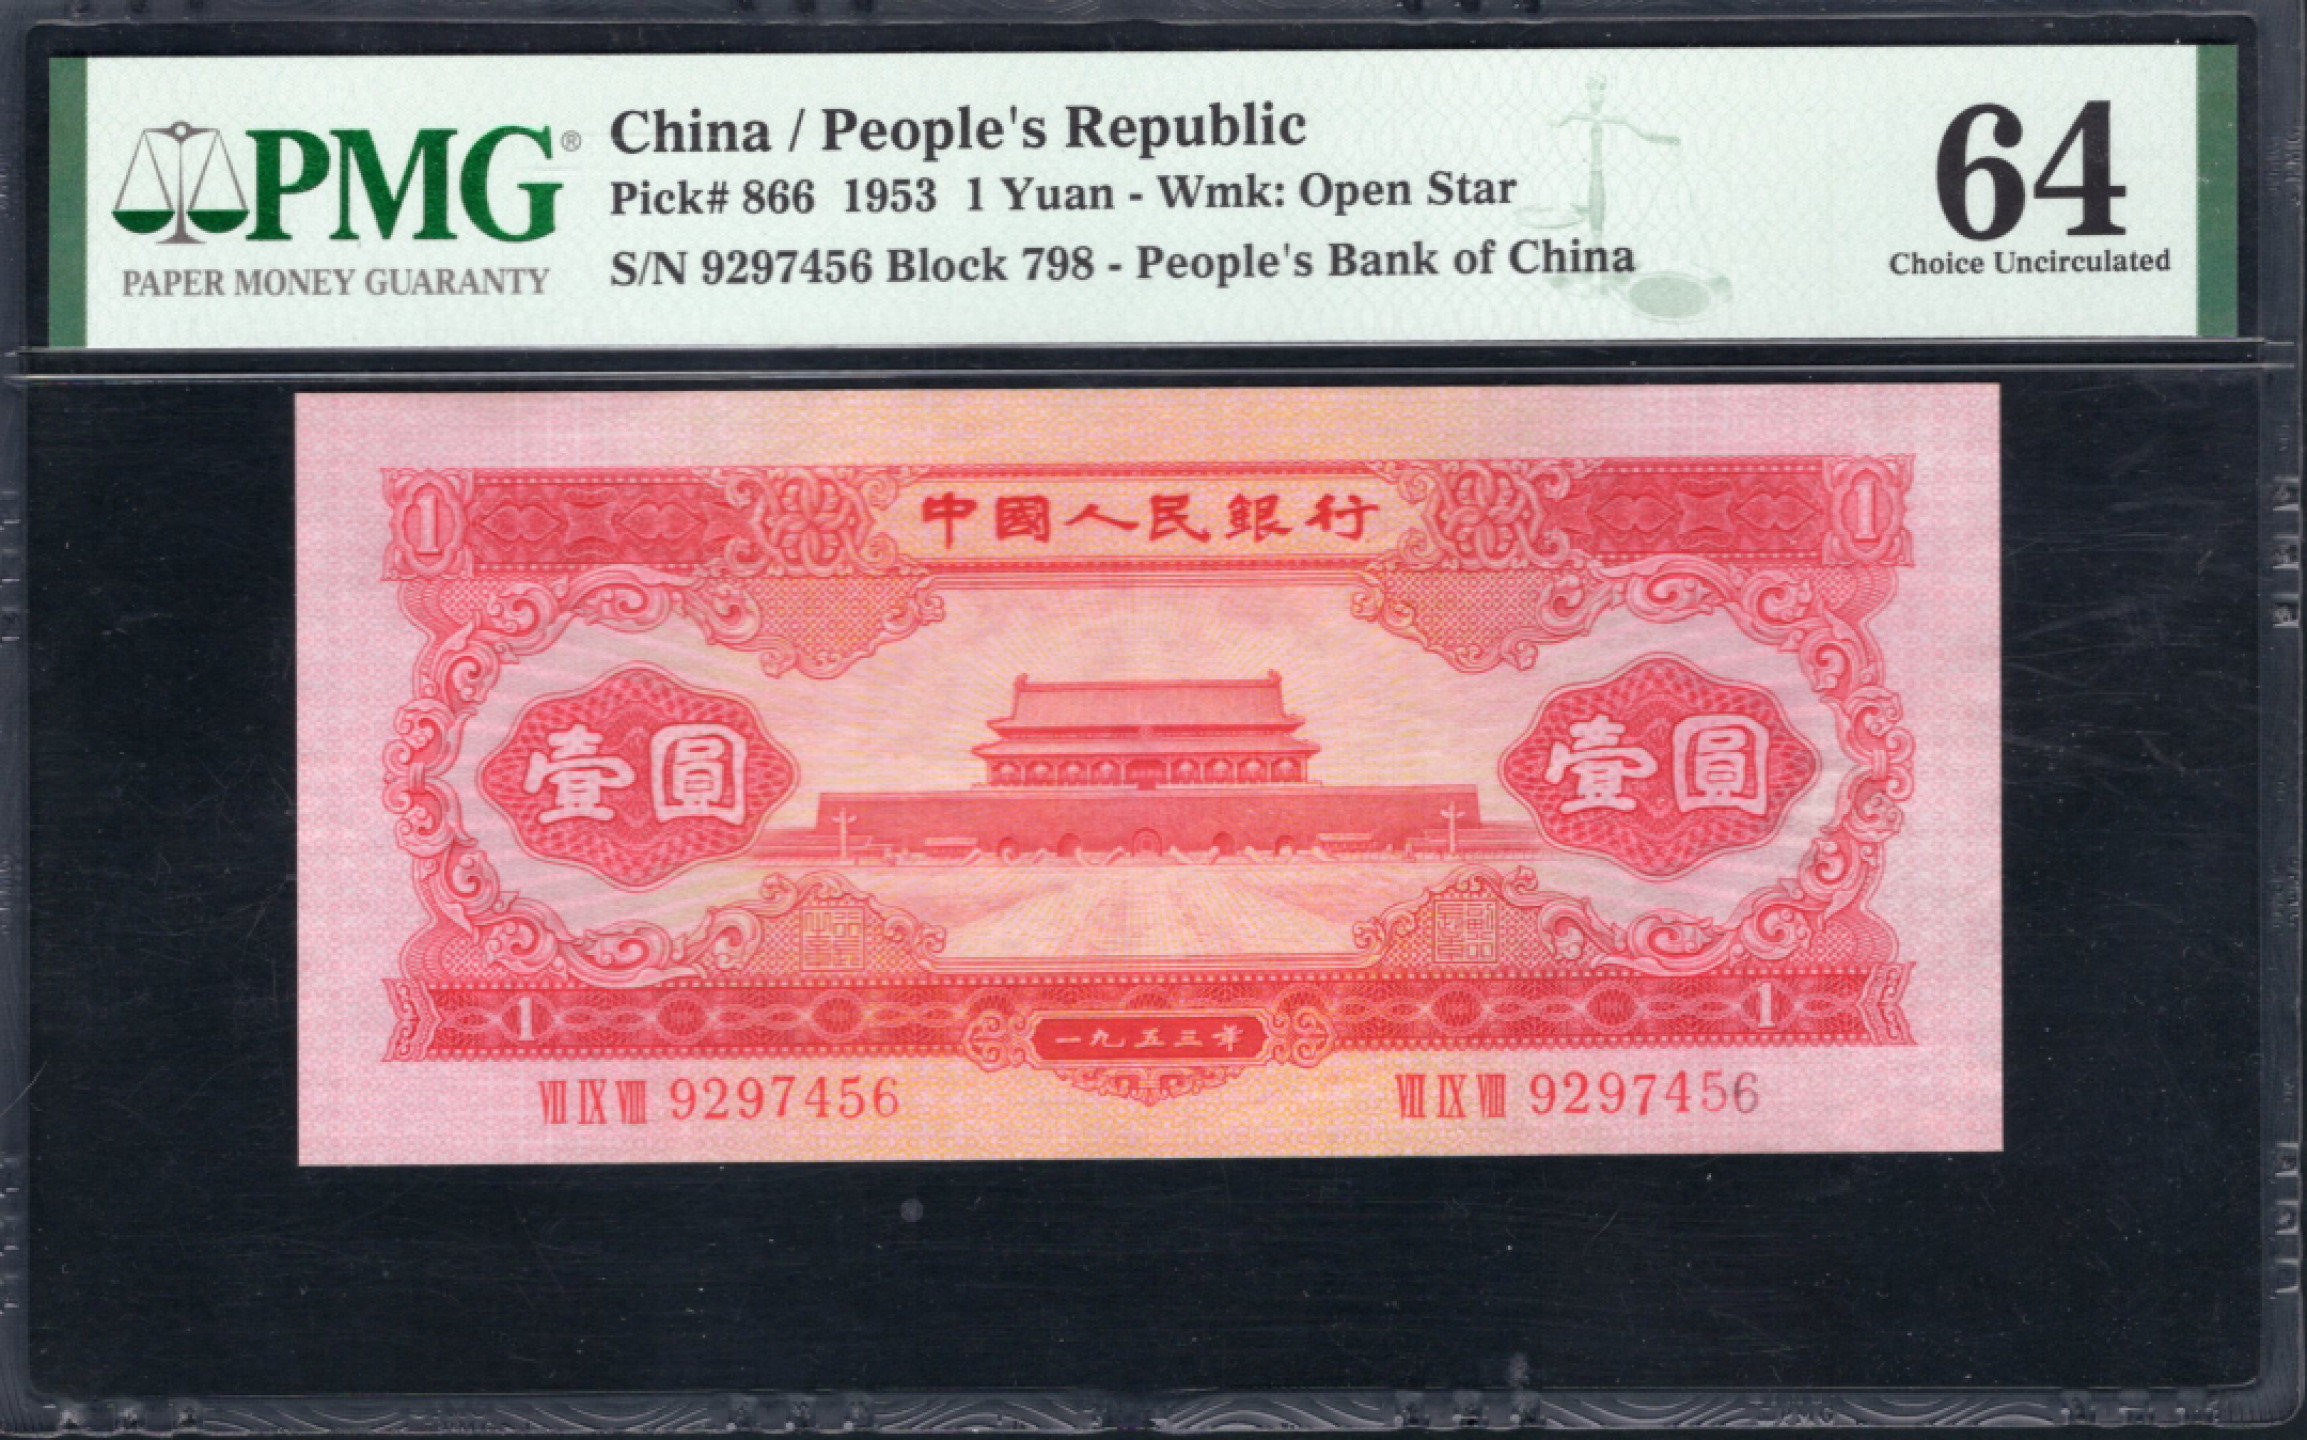 PMG®
PAPER MONEY GUARANTY
China / People's Republic
Pick# 866 1953 1 Yuan - Wmk: Open Star
S/N 9297456 Block 798 - People's Bank of China
64
Choice Uncirculated
1
中國人民銀行
1
壹圓
壹圓
1
一九五三年
1
VII IX VIII 9297456
VII IX VIII 9297456
PMG
PMG